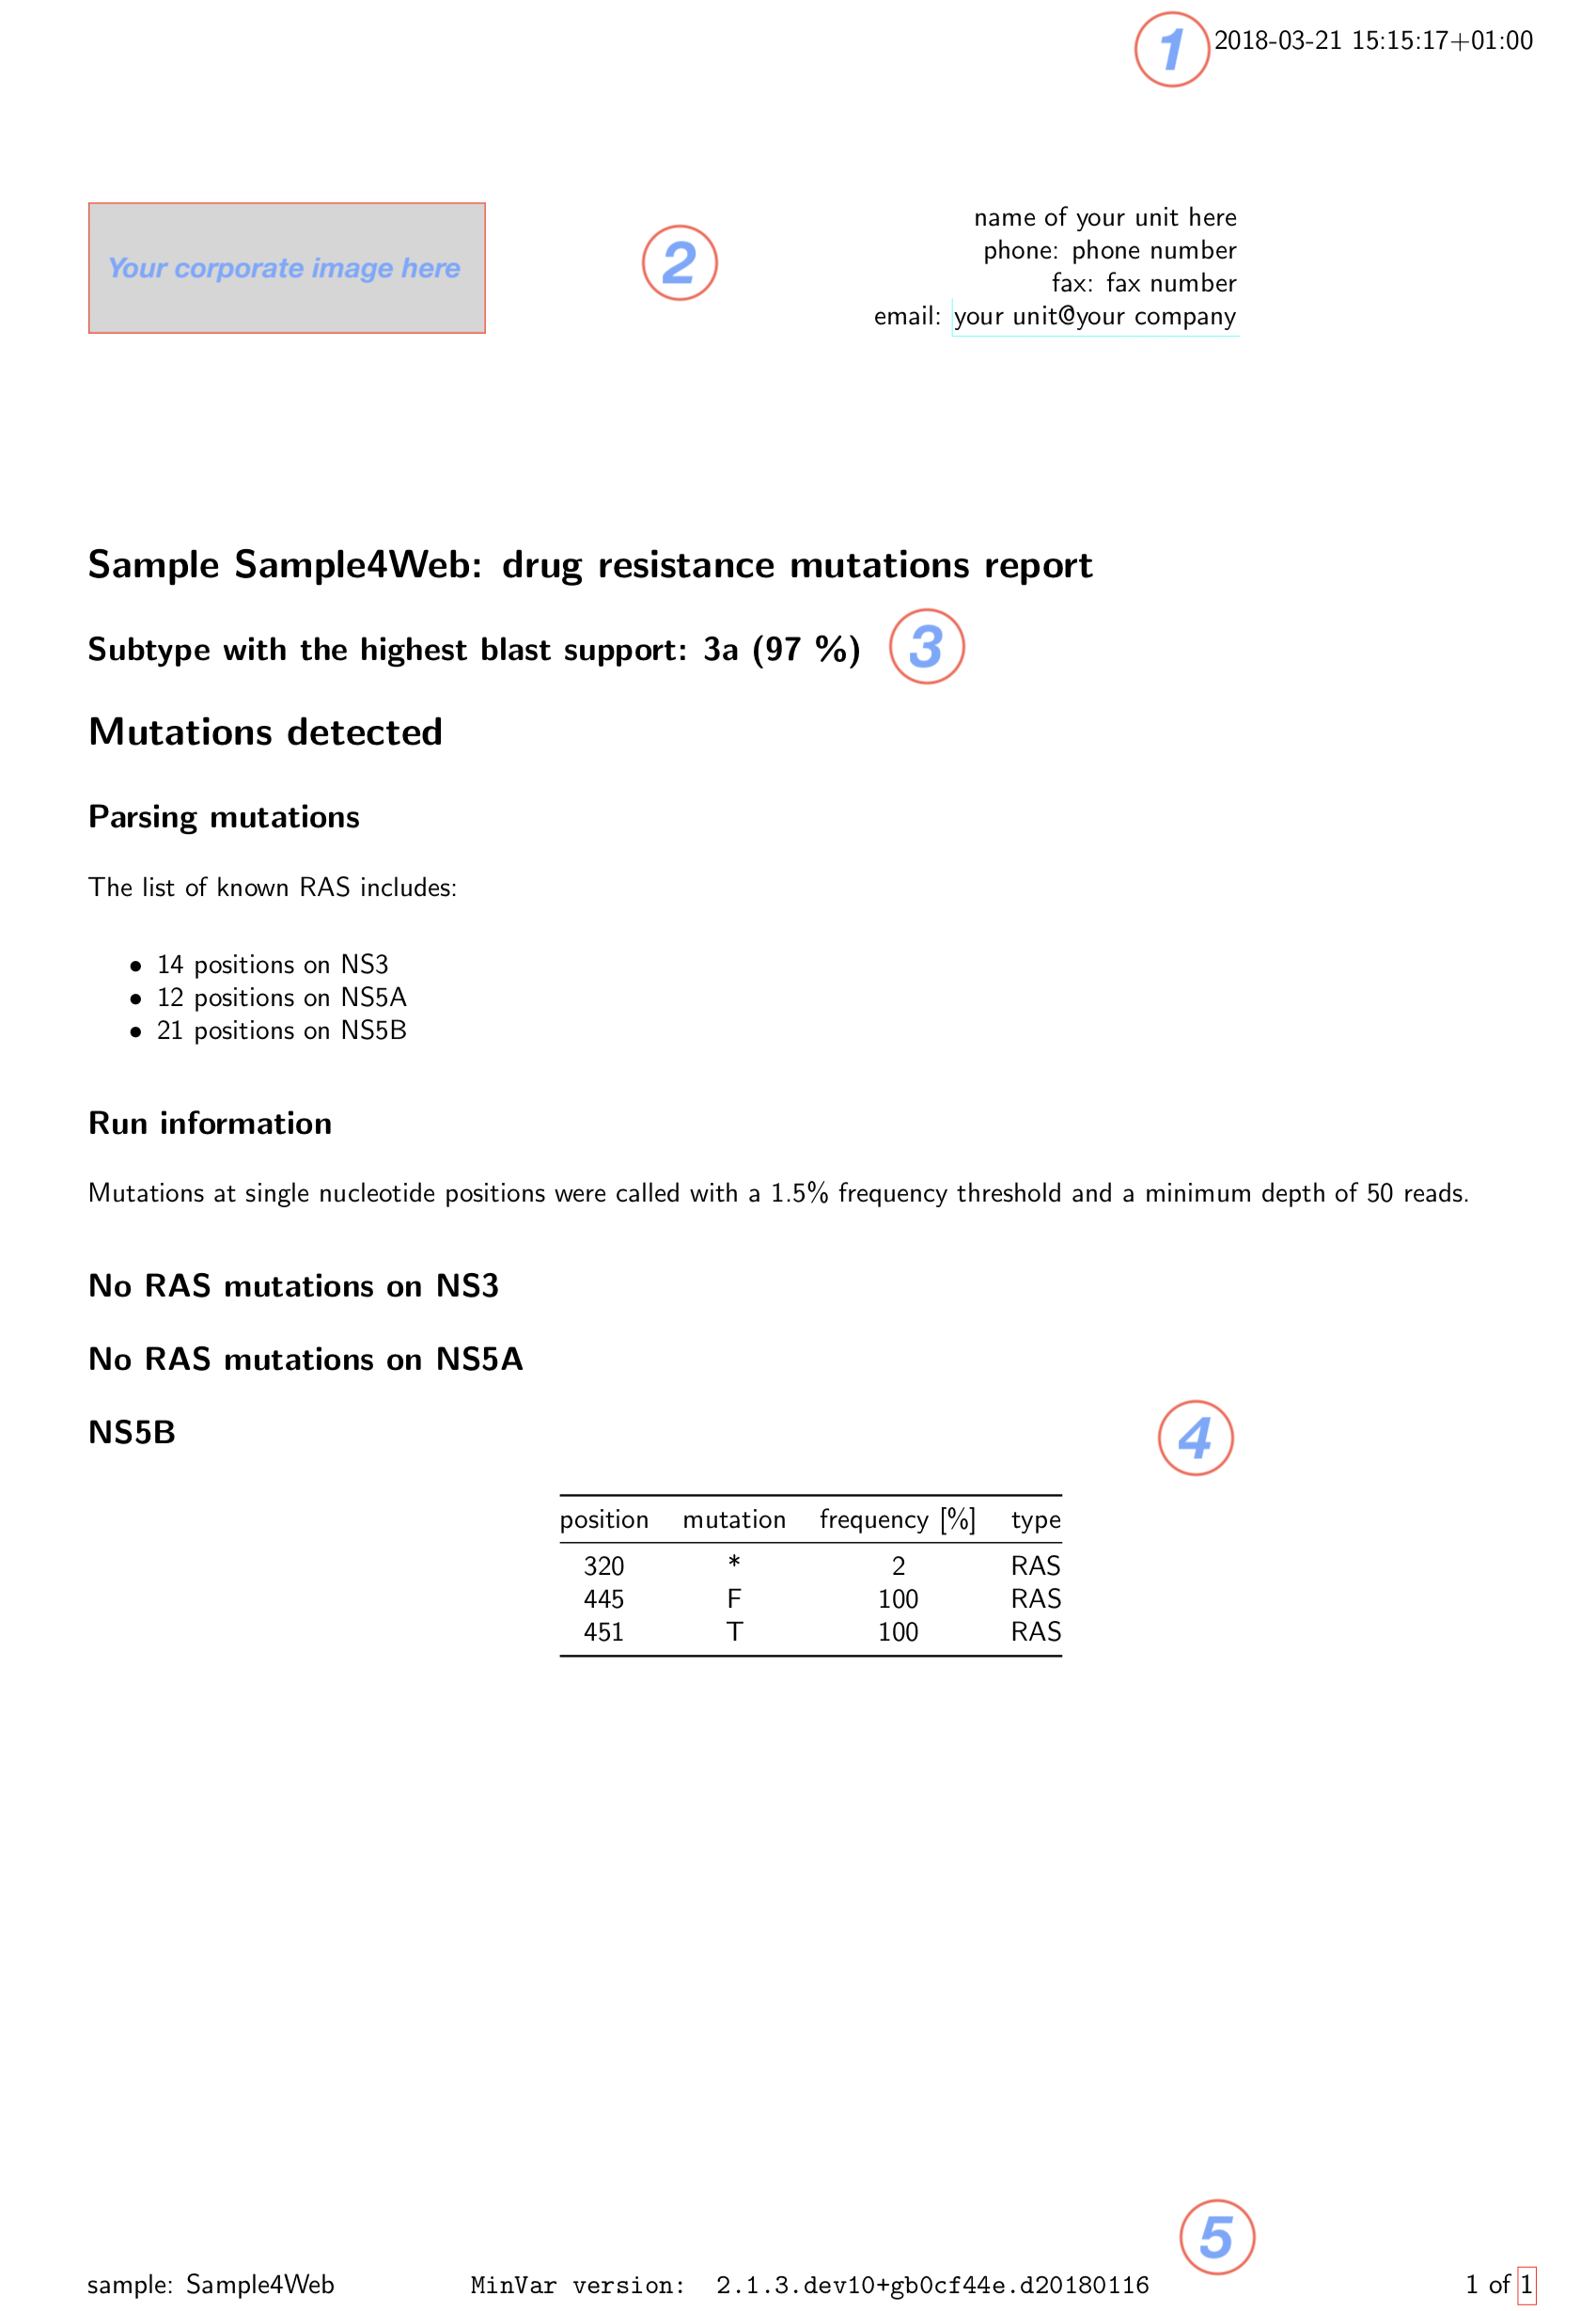 1 2018-03-21 15:15:17+01:00
Your corporate image here
2
name of your unit here
phone: phone number
fax: fax number
email: your unit@your company
Sample Sample4Web: drug resistance mutations report
Subtype with the highest blast support: 3a (97 %) 3
Mutations detected
Parsing mutations
The list of known RAS includes:
• 14 positions on NS3
• 12 positions on NS5A
• 21 positions on NS5B
Run information
Mutations at single nucleotide positions were called with a 1.5% frequency threshold and a minimum depth of 50 reads.
No RAS mutations on NS3
No RAS mutations on NS5A
NS5B 4
position mutation frequency [%] type
320 * 2 RAS
445 F 100 RAS
451 T 100 RAS
5
sample: Sample4Web MinVar version: 2.1.3.dev10+gb0cf44e.d20180116 1 of 1